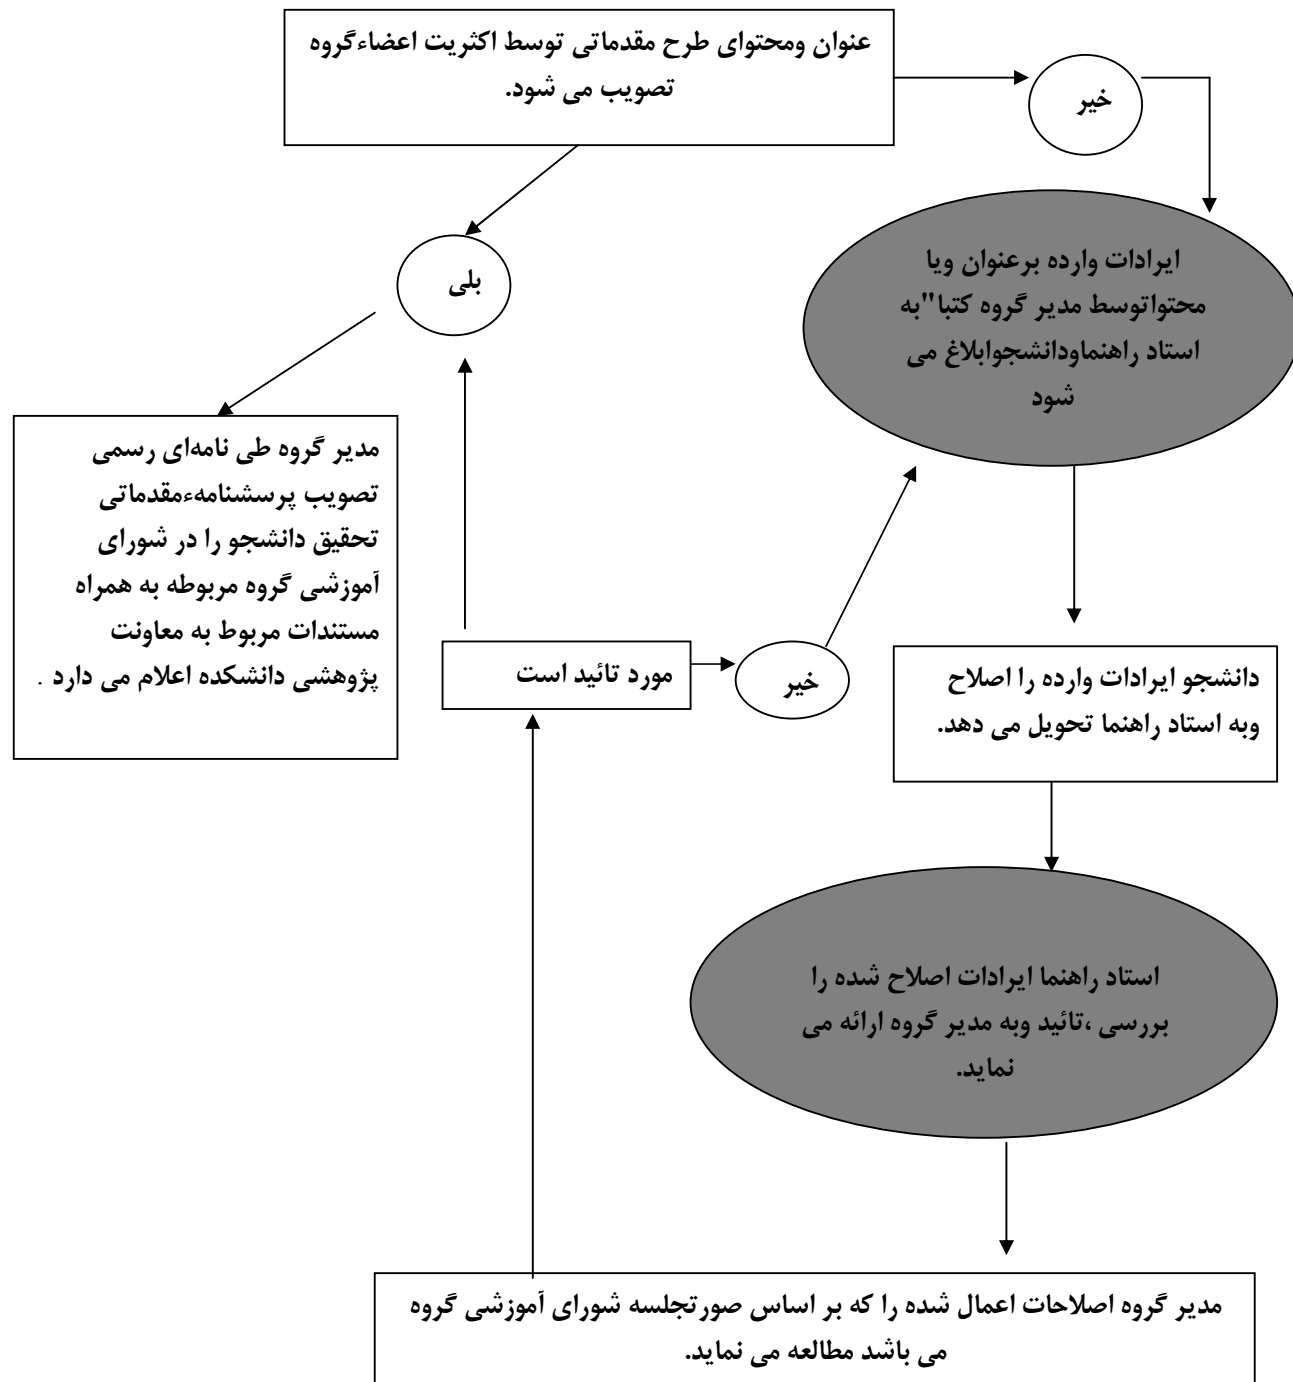 عنوان ومحتوای طرح مقدماتی توسط اکثریت اعضاءگروه
تصویب می شود.
خیر
بلی
ایرادات وارده برعنوان ویا
محتواتوسط مدیر گروه کتبا"به
استاد راهنماودانشجوابلاغ می
شود
مدیر گروه طی نامه‌ای رسمی
تصویب پرسشنامه‌ءمقدماتی
تحقیق دانشجو را در شورای
آموزشی گروه مربوطه به همراه
مستندات مربوط به معاونت
پژوهشی دانشکده اعلام می دارد .
مورد تائید است
خیر
دانشجو ایرادات وارده را اصلاح
وبه استاد راهنما تحویل می دهد.
استاد راهنما ایرادات اصلاح شده را
بررسی ،تائید وبه مدیر گروه ارائه می
نماید.
مدیر گروه اصلاحات اعمال شده را که بر اساس صورتجلسه شورای آموزشی گروه
می باشد مطالعه می نماید.